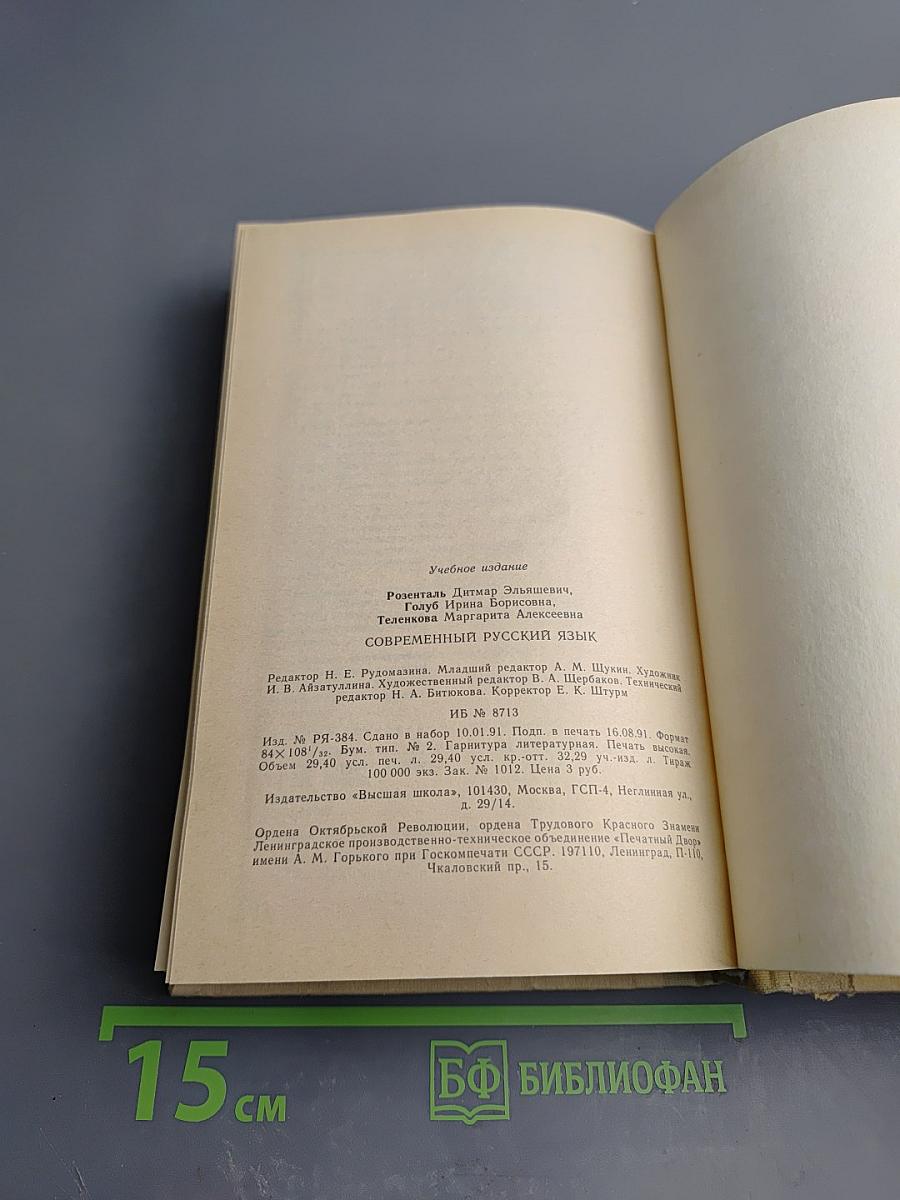 Учебное издание
Розенталь Дитмар Эльяшевич,
Голуб Ирина Борисовна,
Теленкова Маргарита Алексеевна
СОВРЕМЕННЫЙ РУССКИЙ ЯЗЫК
Редактор Н. Е. Рудомазина. Младший редактор А. М. Щукин. Художник
И. В. Айзатуллина. Художественный редактор В. А. Щербаков. Технический
редактор Н. А. Битюкова. Корректор Е. К. Штурм
ИБ № 8713
Изд. № РЯ-384. Сдано в набор 10.01.91. Подп. в печать 16.08.91. Формат
84×108¹/₃₂. Бум. тип. № 2. Гарнитура литературная. Печать высокая.
Объем 29,40 усл. печ. л. 29,40 усл. кр.-отт. 32,29 уч.-изд. л. Тираж
100 000 экз. Зак. № 1012. Цена 3 руб.
Издательство «Высшая школа», 101430, Москва, ГСП-4, Неглинная ул.,
д. 29/14.
Ордена Октябрьской Революции, ордена Трудового Красного Знамени
Ленинградское производственно-техническое объединение «Печатный Двор»
имени А. М. Горького при Госкомпечати СССР. 197110, Ленинград, П-110,
Чкаловский пр., 15.
15 см
БФ БИБЛИОФАН